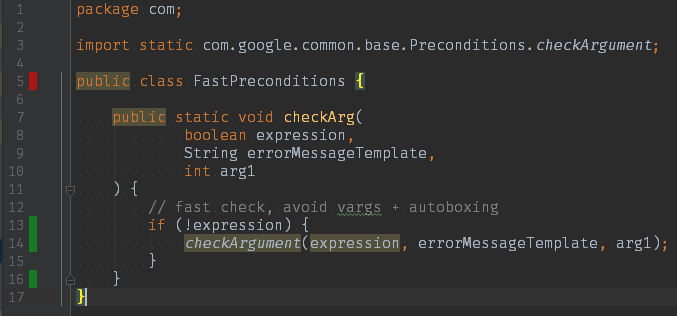 1 package com;
2
3 import static com.google.common.base.Preconditions.checkArgument;
4
5 public class FastPreconditions {
6
7     public static void checkArg(
8             boolean expression,
9             String errorMessageTemplate,
10             int arg1
11     ) {
12         // fast check, avoid vargs + autoboxing
13         if (!expression) {
14             checkArgument(expression, errorMessageTemplate, arg1);
15         }
16     }
17 }